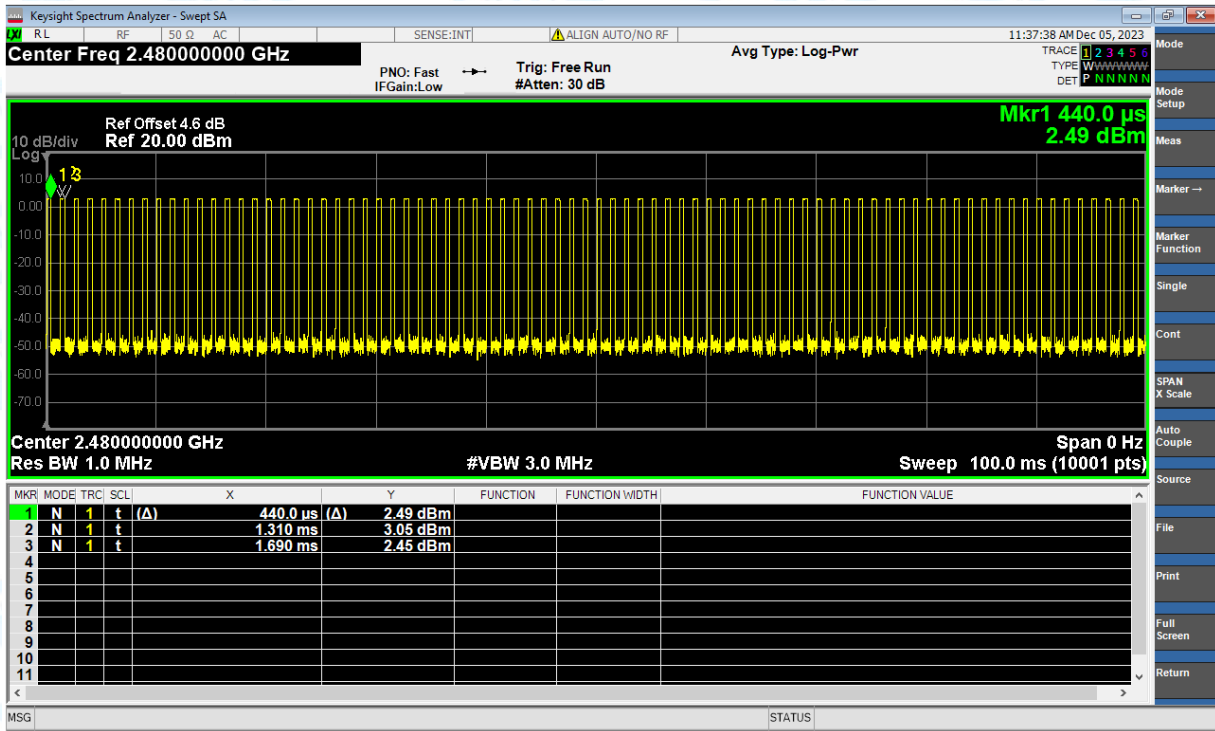 Keysight Spectrum Analyzer - Swept SA
LXI RL RF 50 Ω AC SENSE:INT ALIGN AUTO/NO RF 11:37:38 AM Dec 05, 2023
Center Freq 2.480000000 GHz
Avg Type: Log-Pwr
TRACE 1 2 3 4 5 6
TYPE WWWWWW
DET P N N N N N
PNO: Fast
IFGain:Low
Trig: Free Run
#Atten: 30 dB
Mkr1 440.0 µs
2.49 dBm
Ref Offset 4.6 dB
10 dB/div Ref 20.00 dBm
Log
1 2 3
10.0
0.00
-10.0
-20.0
-30.0
-40.0
-50.0
-60.0
-70.0
Center 2.480000000 GHz Span 0 Hz
Res BW 1.0 MHz #VBW 3.0 MHz Sweep 100.0 ms (10001 pts)
MKR MODE TRC SCL X Y FUNCTION FUNCTION WIDTH FUNCTION VALUE
1 N 1 t (Δ) 440.0 µs (Δ) 2.49 dBm
2 N 1 t 1.310 ms 3.05 dBm
3 N 1 t 1.690 ms 2.45 dBm
4
5
6
7
8
9
10
11
MSG STATUS
Mode
Mode
Setup
Meas
Marker→
Marker
Function
Single
Cont
SPAN
X Scale
Auto
Couple
Source
File
Print
Full
Screen
Return